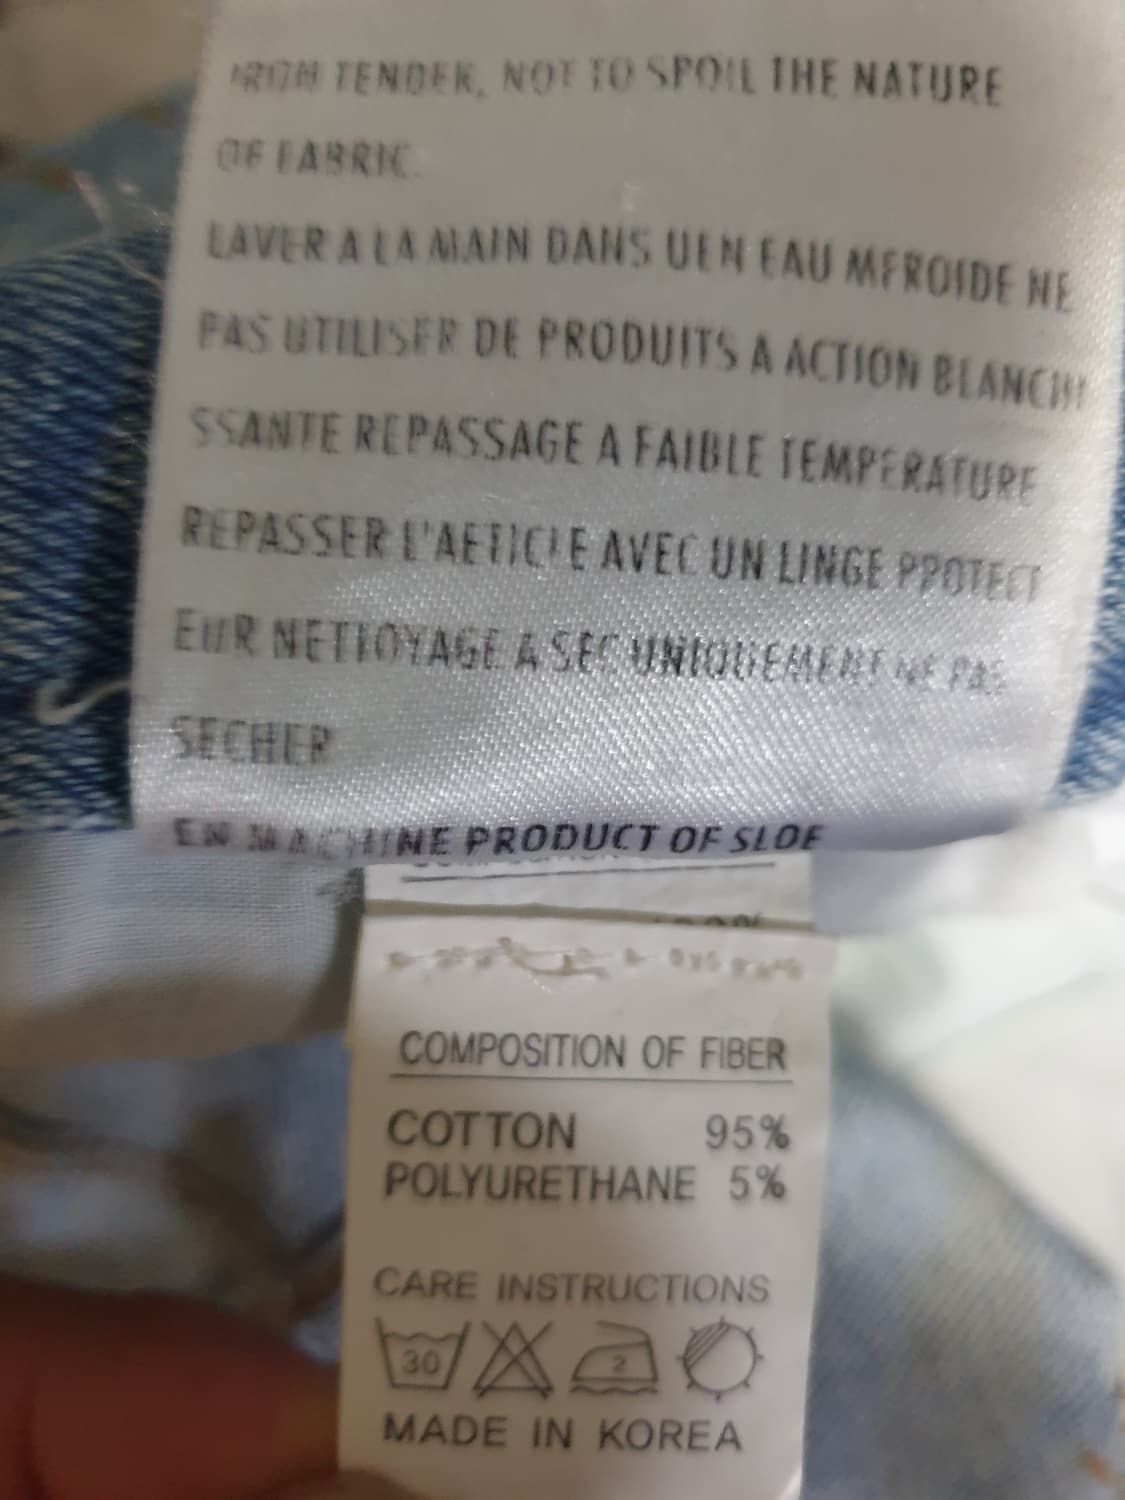 IRON TENDER, NOT TO SPOIL THE NATURE
OF FABRIC.
LAVER A LA MAIN DANS UEN EAU MFROIDE NE
PAS UTILISER DE PRODUITS A ACTION BLANCHI
SSANTE REPASSAGE A FAIBLE TEMPERATURE
REPASSER L'AETICIE AVEC UN LINGE PPOTECT
EUR NETTOYAGE A SEC UNIQUEMENT NE PAS
SECHER
EN MACHINE PRODUCT OF SLOE
COMPOSITION OF FIBER
COTTON 95%
POLYURETHANE 5%
CARE INSTRUCTIONS
30 2
MADE IN KOREA